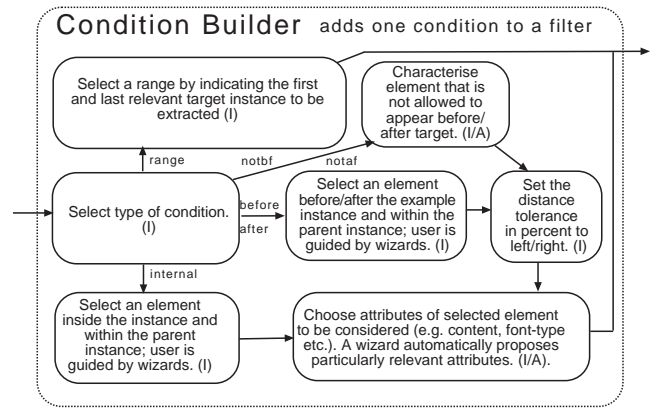 Condition Builder adds one condition to a filter
Select a range by indicating the first
and last relevant target instance to be
extracted (I)
Characterise
element that is
not allowed to
appear before/
after target. (I/A)
range
notbf
notaf
Select type of condition.
(I)
before
after
Select an element
before/after the example
instance and within the
parent instance; user is
guided by wizards. (I)
Set the
distance
tolerance
in percent to
left/right. (I)
internal
Select an element
inside the instance and
within the parent
instance; user is
guided by wizards. (I)
Choose attributes of selected element
to be considered (e.g. content, font-type
etc.). A wizard automatically proposes
particularly relevant attributes. (I/A).